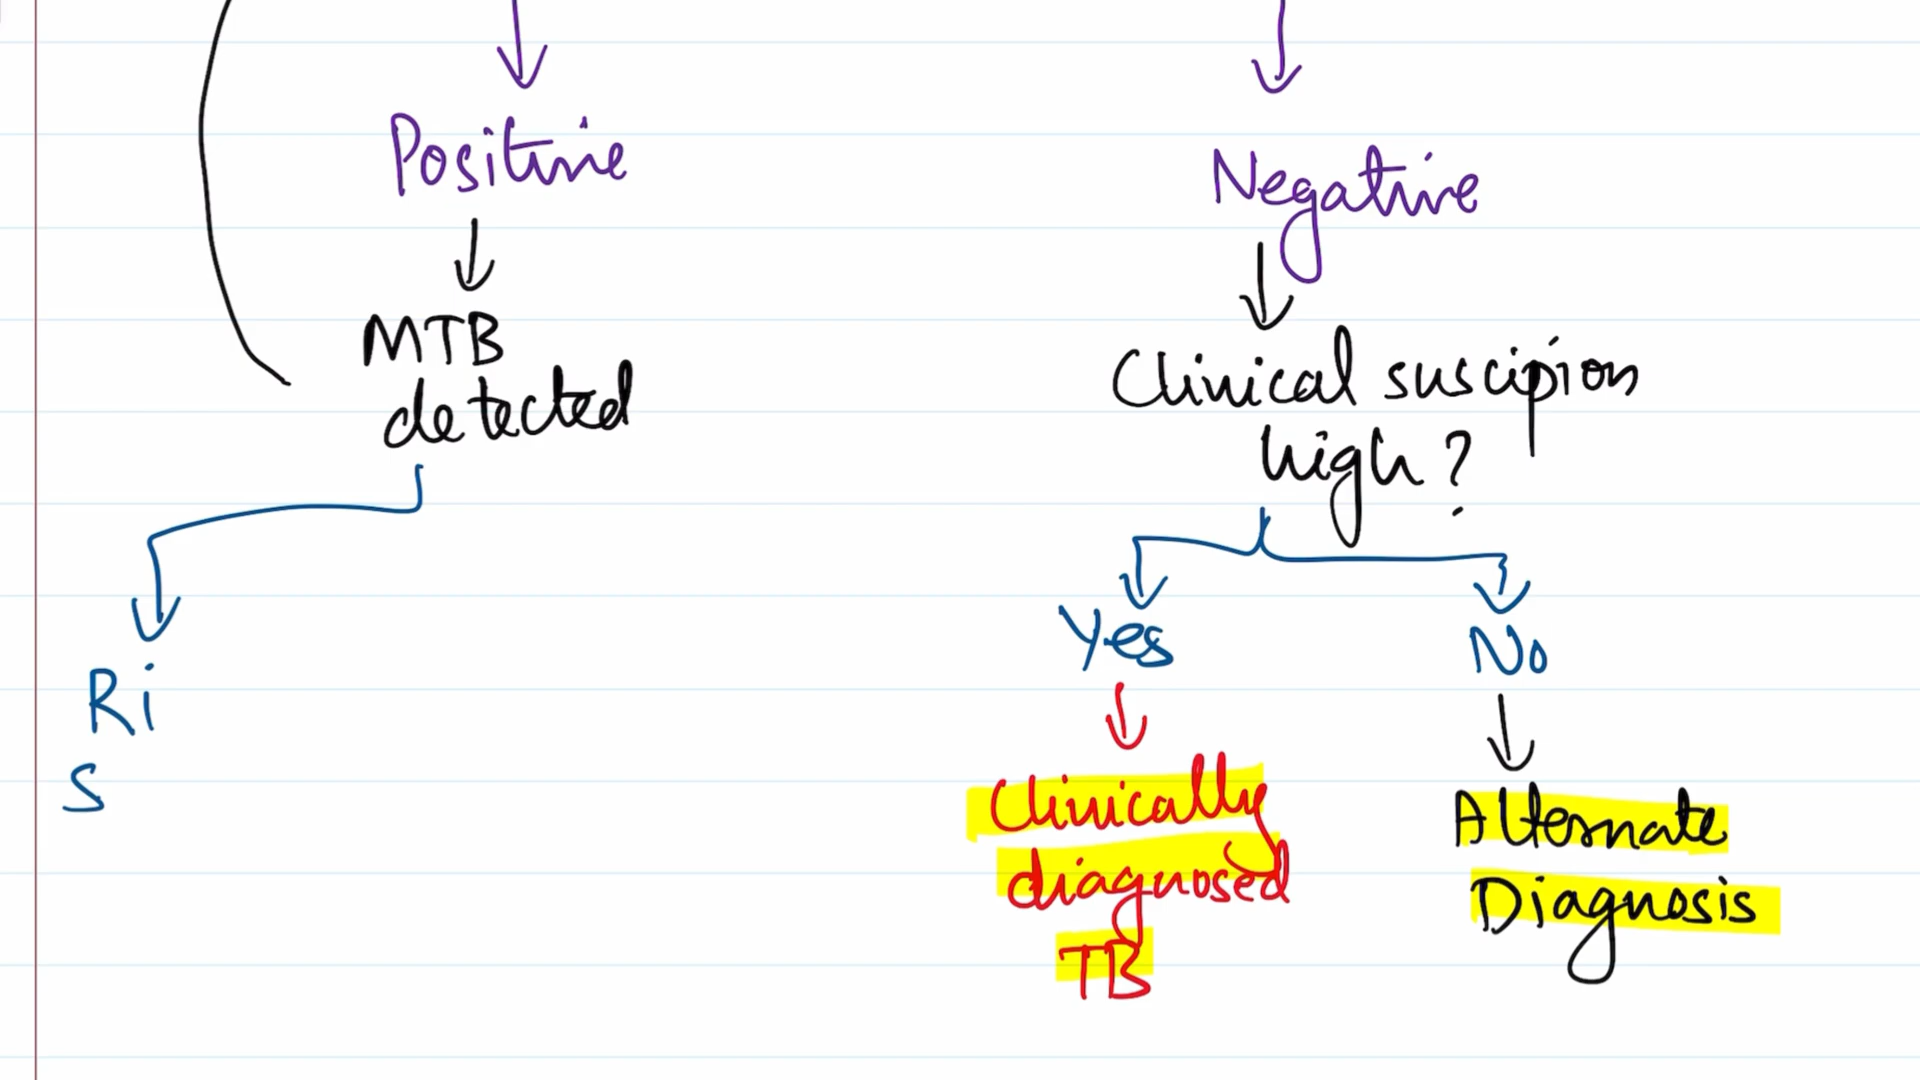 Positive
Negative
MTB
detected
Clinical suscipion
high?
Yes
No
Ri
S
Clinically
diagnosed
TB
Alternate
Diagnosis